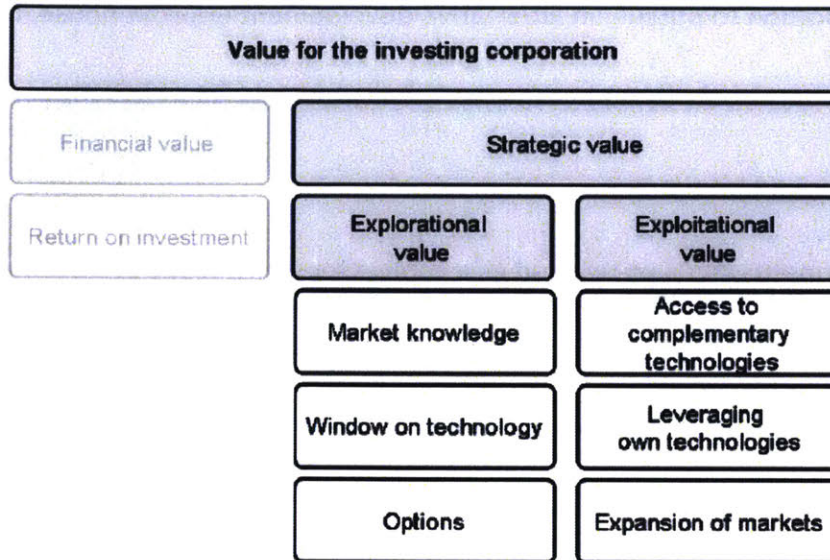 Value for the investing corporation
Financial value
Strategic value
Return on investment
Explorational
value
Exploitational
value
Market knowledge
Access to
complementary
technologies
Window on technology
Leveraging
own technologies
Options
Expansion of markets